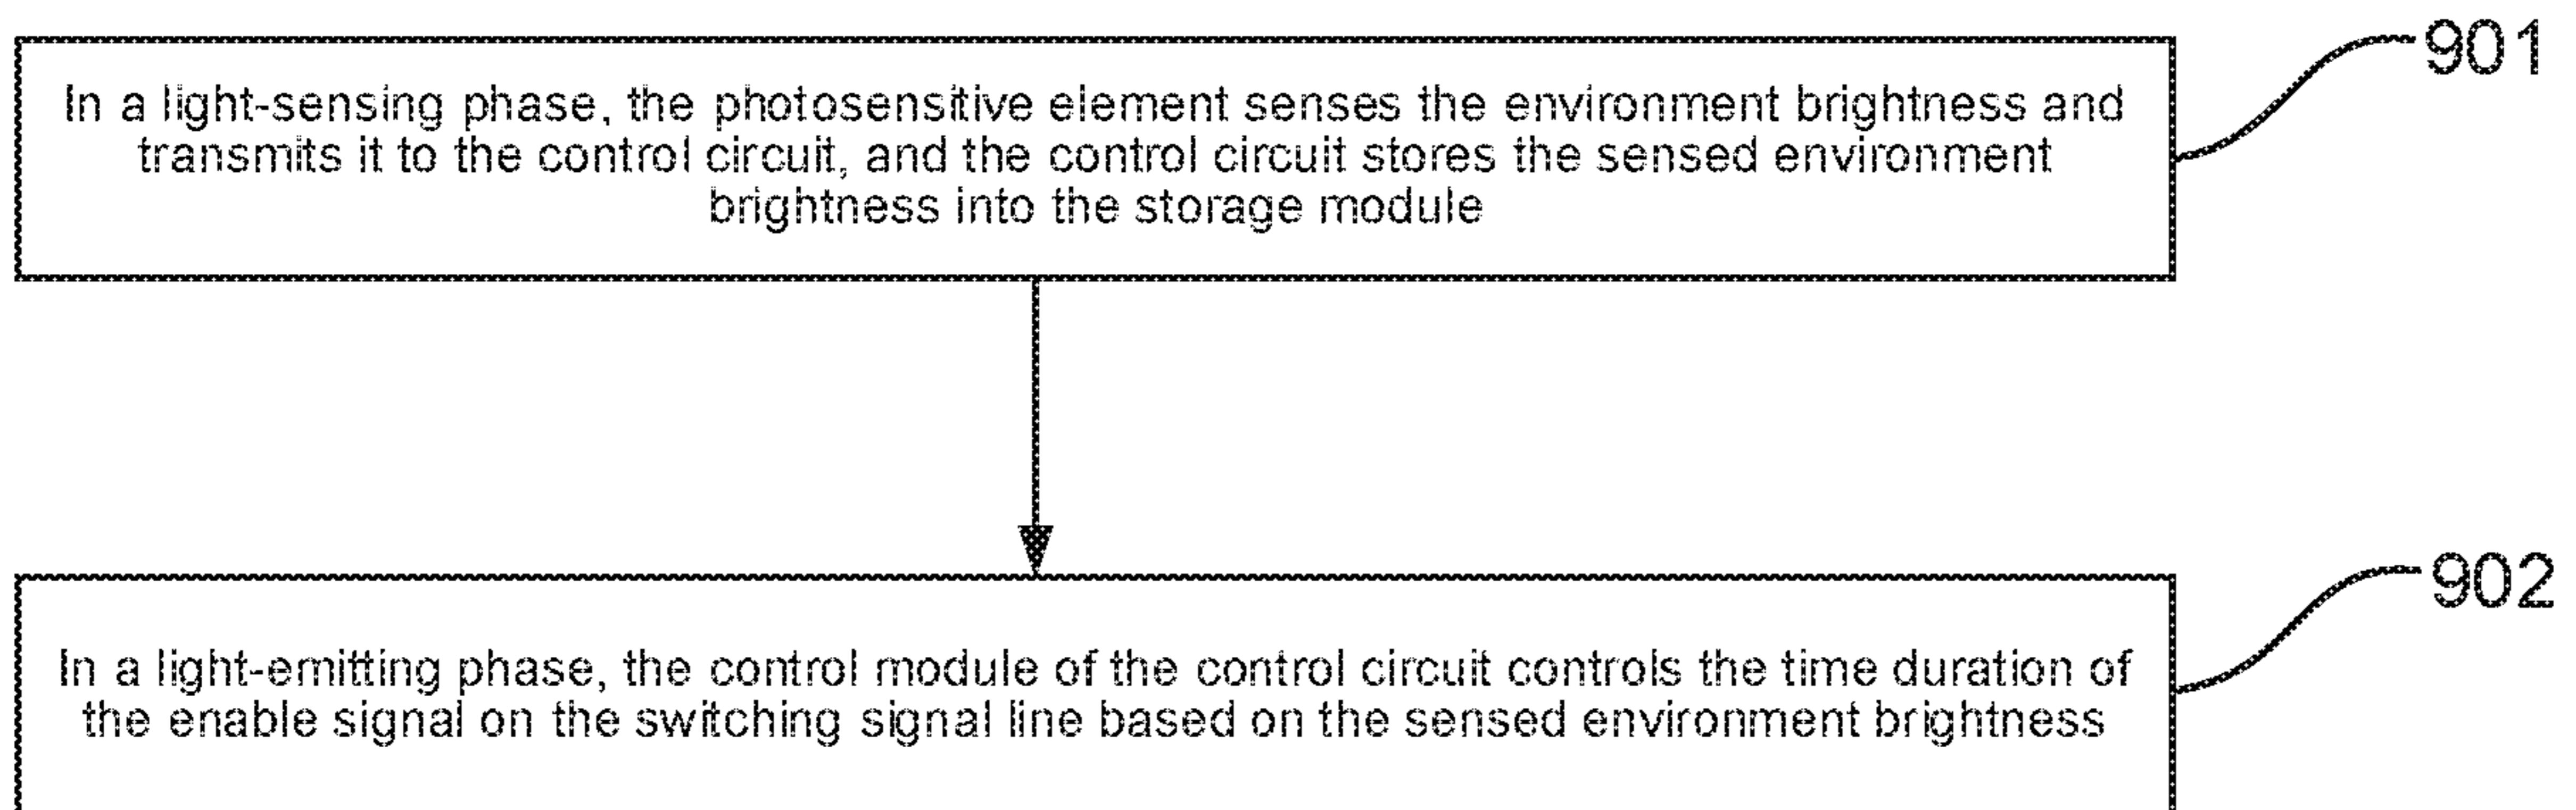 901
In a light-sensing phase, the photosensitive element senses the environment brightness and
transmits it to the control circuit, and the control circuit stores the sensed environment
brightness into the storage module
902
In a light-emitting phase, the control module of the control circuit controls the time duration of
the enable signal on the switching signal line based on the sensed environment brightness